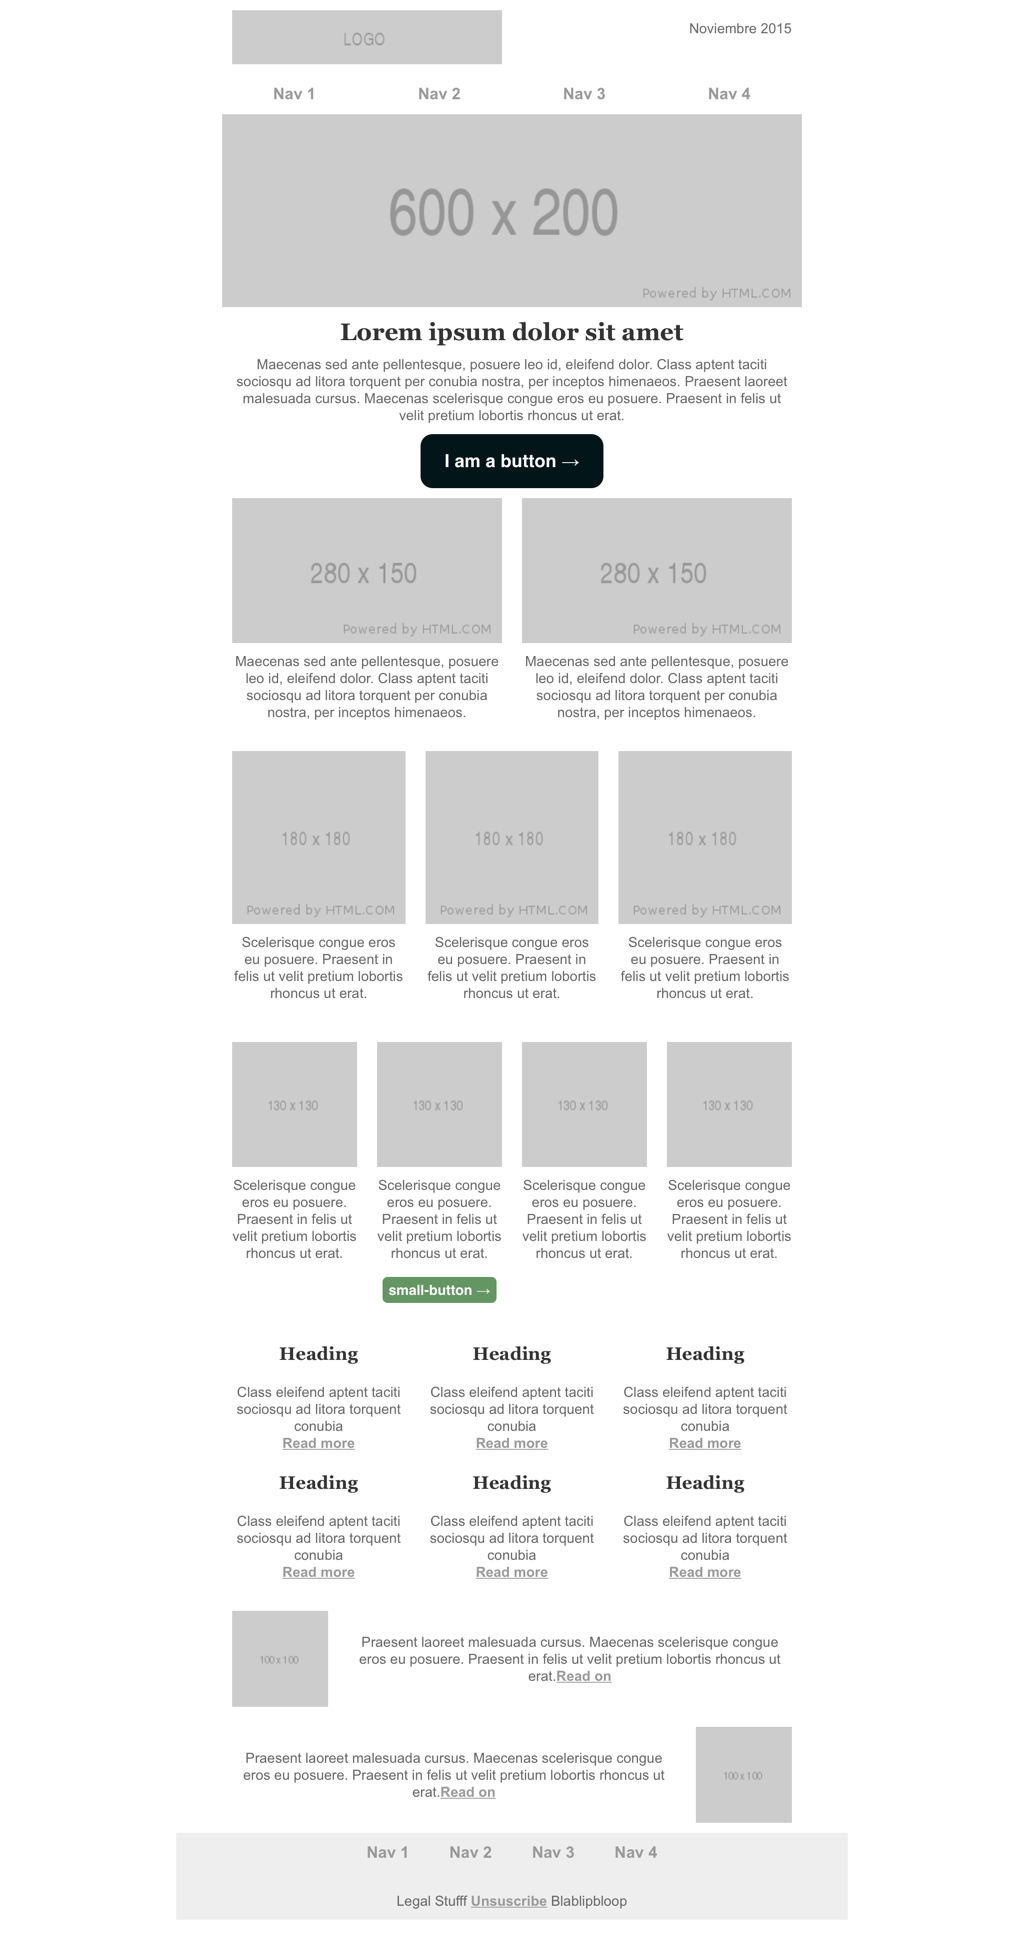 LOGO
Noviembre 2015
Nav 1 Nav 2 Nav 3 Nav 4
600 x 200
Powered by HTML.COM
Lorem ipsum dolor sit amet
Maecenas sed ante pellentesque, posuere leo id, eleifend dolor. Class aptent taciti
sociosqu ad litora torquent per conubia nostra, per inceptos himenaeos. Praesent laoreet
malesuada cursus. Maecenas scelerisque congue eros eu posuere. Praesent in felis ut
velit pretium lobortis rhoncus ut erat.
I am a button →
280 x 150
Powered by HTML.COM
Maecenas sed ante pellentesque, posuere
leo id, eleifend dolor. Class aptent taciti
sociosqu ad litora torquent per conubia
nostra, per inceptos himenaeos.
280 x 150
Powered by HTML.COM
Maecenas sed ante pellentesque, posuere
leo id, eleifend dolor. Class aptent taciti
sociosqu ad litora torquent per conubia
nostra, per inceptos himenaeos.
180 x 180
Powered by HTML.COM
Scelerisque congue eros
eu posuere. Praesent in
felis ut velit pretium lobortis
rhoncus ut erat.
180 x 180
Powered by HTML.COM
Scelerisque congue eros
eu posuere. Praesent in
felis ut velit pretium lobortis
rhoncus ut erat.
180 x 180
Powered by HTML.COM
Scelerisque congue eros
eu posuere. Praesent in
felis ut velit pretium lobortis
rhoncus ut erat.
130 x 130
Scelerisque congue
eros eu posuere.
Praesent in felis ut
velit pretium lobortis
rhoncus ut erat.
130 x 130
Scelerisque congue
eros eu posuere.
Praesent in felis ut
velit pretium lobortis
rhoncus ut erat.
small-button →
130 x 130
Scelerisque congue
eros eu posuere.
Praesent in felis ut
velit pretium lobortis
rhoncus ut erat.
130 x 130
Scelerisque congue
eros eu posuere.
Praesent in felis ut
velit pretium lobortis
rhoncus ut erat.
Heading
Class eleifend aptent taciti
sociosqu ad litora torquent
conubia
Read more
Heading
Class eleifend aptent taciti
sociosqu ad litora torquent
conubia
Read more
Heading
Class eleifend aptent taciti
sociosqu ad litora torquent
conubia
Read more
Heading
Class eleifend aptent taciti
sociosqu ad litora torquent
conubia
Read more
Heading
Class eleifend aptent taciti
sociosqu ad litora torquent
conubia
Read more
Heading
Class eleifend aptent taciti
sociosqu ad litora torquent
conubia
Read more
100 x 100
Praesent laoreet malesuada cursus. Maecenas scelerisque congue
eros eu posuere. Praesent in felis ut velit pretium lobortis rhoncus ut
erat.Read on
Praesent laoreet malesuada cursus. Maecenas scelerisque congue
eros eu posuere. Praesent in felis ut velit pretium lobortis rhoncus ut
erat.Read on
100 x 100
Nav 1 Nav 2 Nav 3 Nav 4
Legal Stufff Unsuscribe Blablipbloop